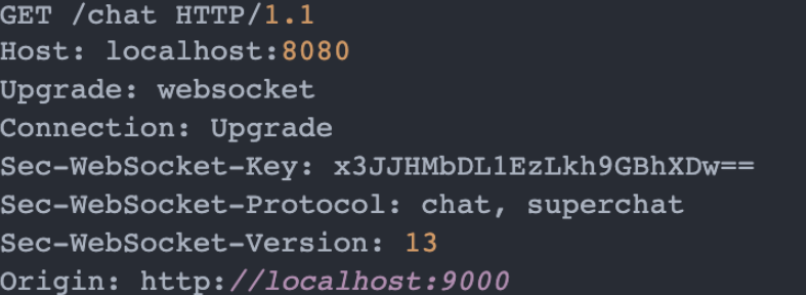 GET /chat HTTP/1.1
Host: localhost:8080
Upgrade: websocket
Connection: Upgrade
Sec-WebSocket-Key: x3JJHMbDL1EzLkh9GBhXDw==
Sec-WebSocket-Protocol: chat, superchat
Sec-WebSocket-Version: 13
Origin: http://localhost:9000